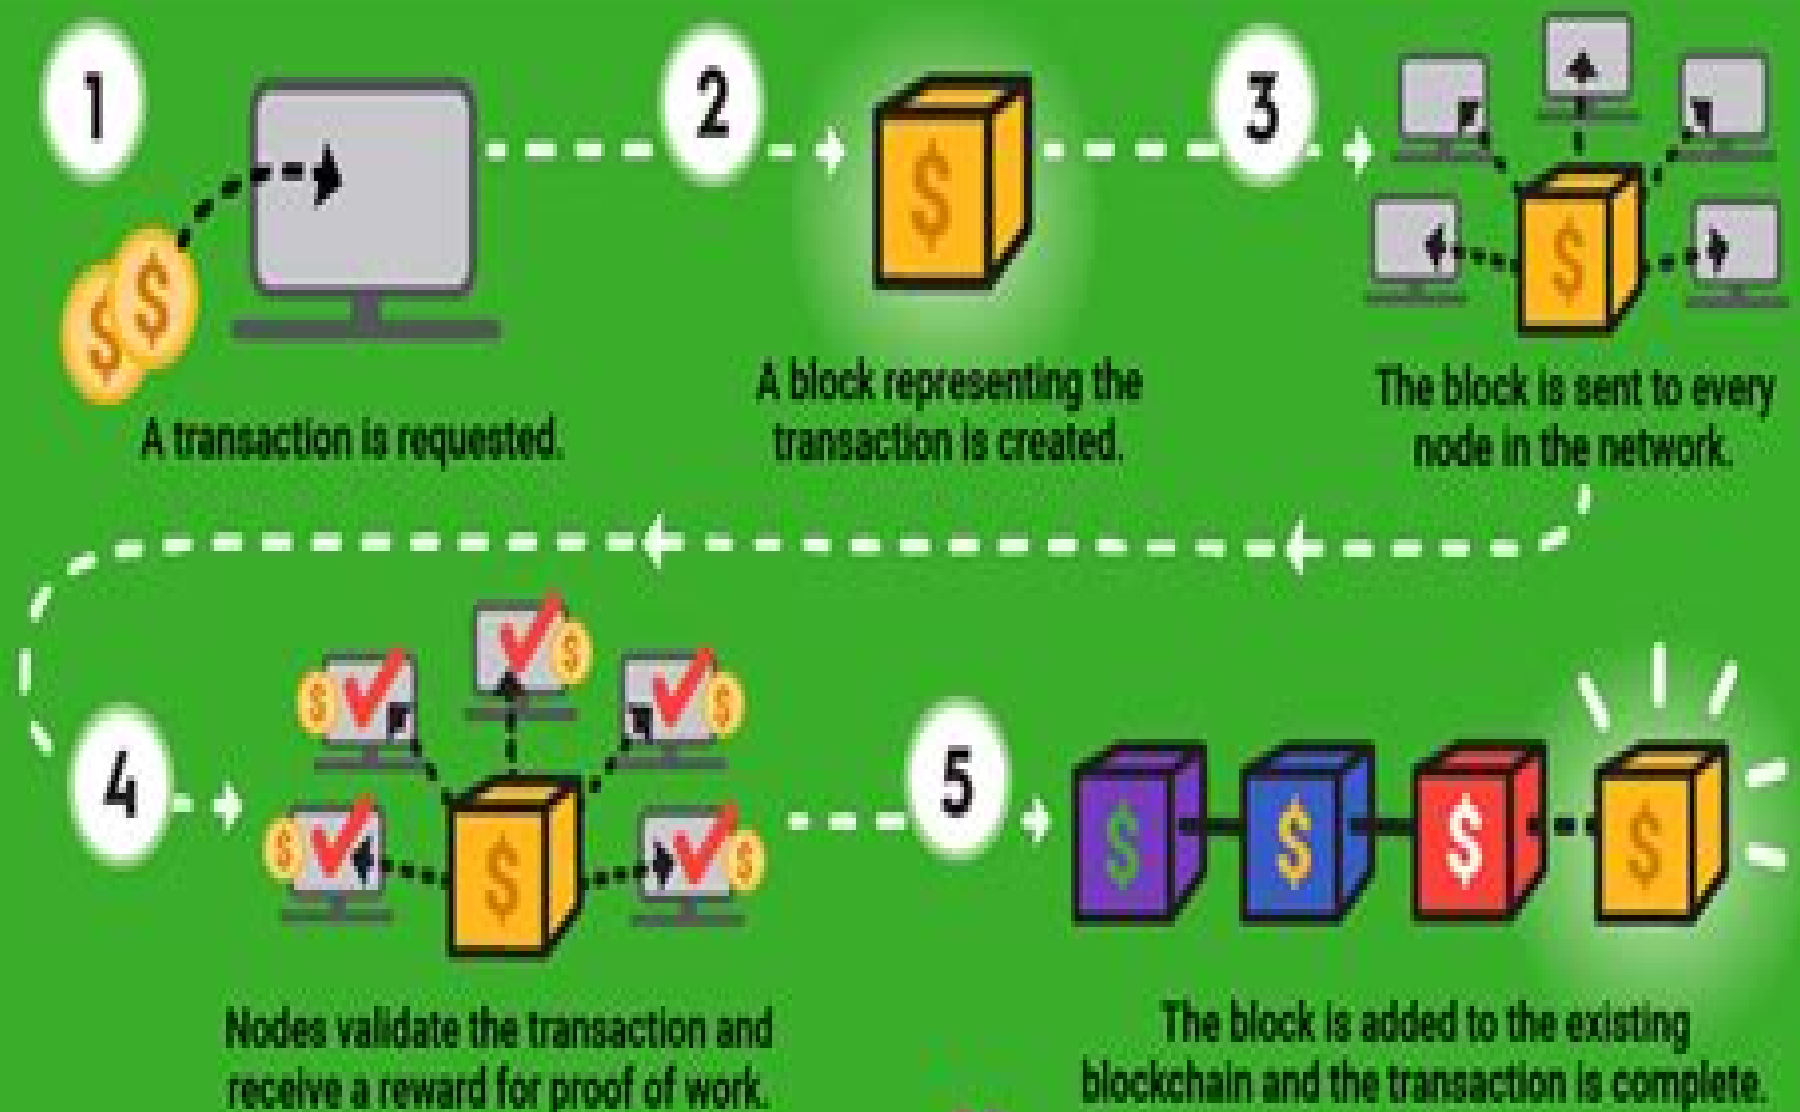 1
A transaction is requested.
2
A block representing the
transaction is created.
3
The block is sent to every
node in the network.
4
Nodes validate the transaction and
receive a reward for proof of work.
5
The block is added to the existing
blockchain and the transaction is complete.
$ $
$
$
$ $ $ $ $
$
$ $ $ $